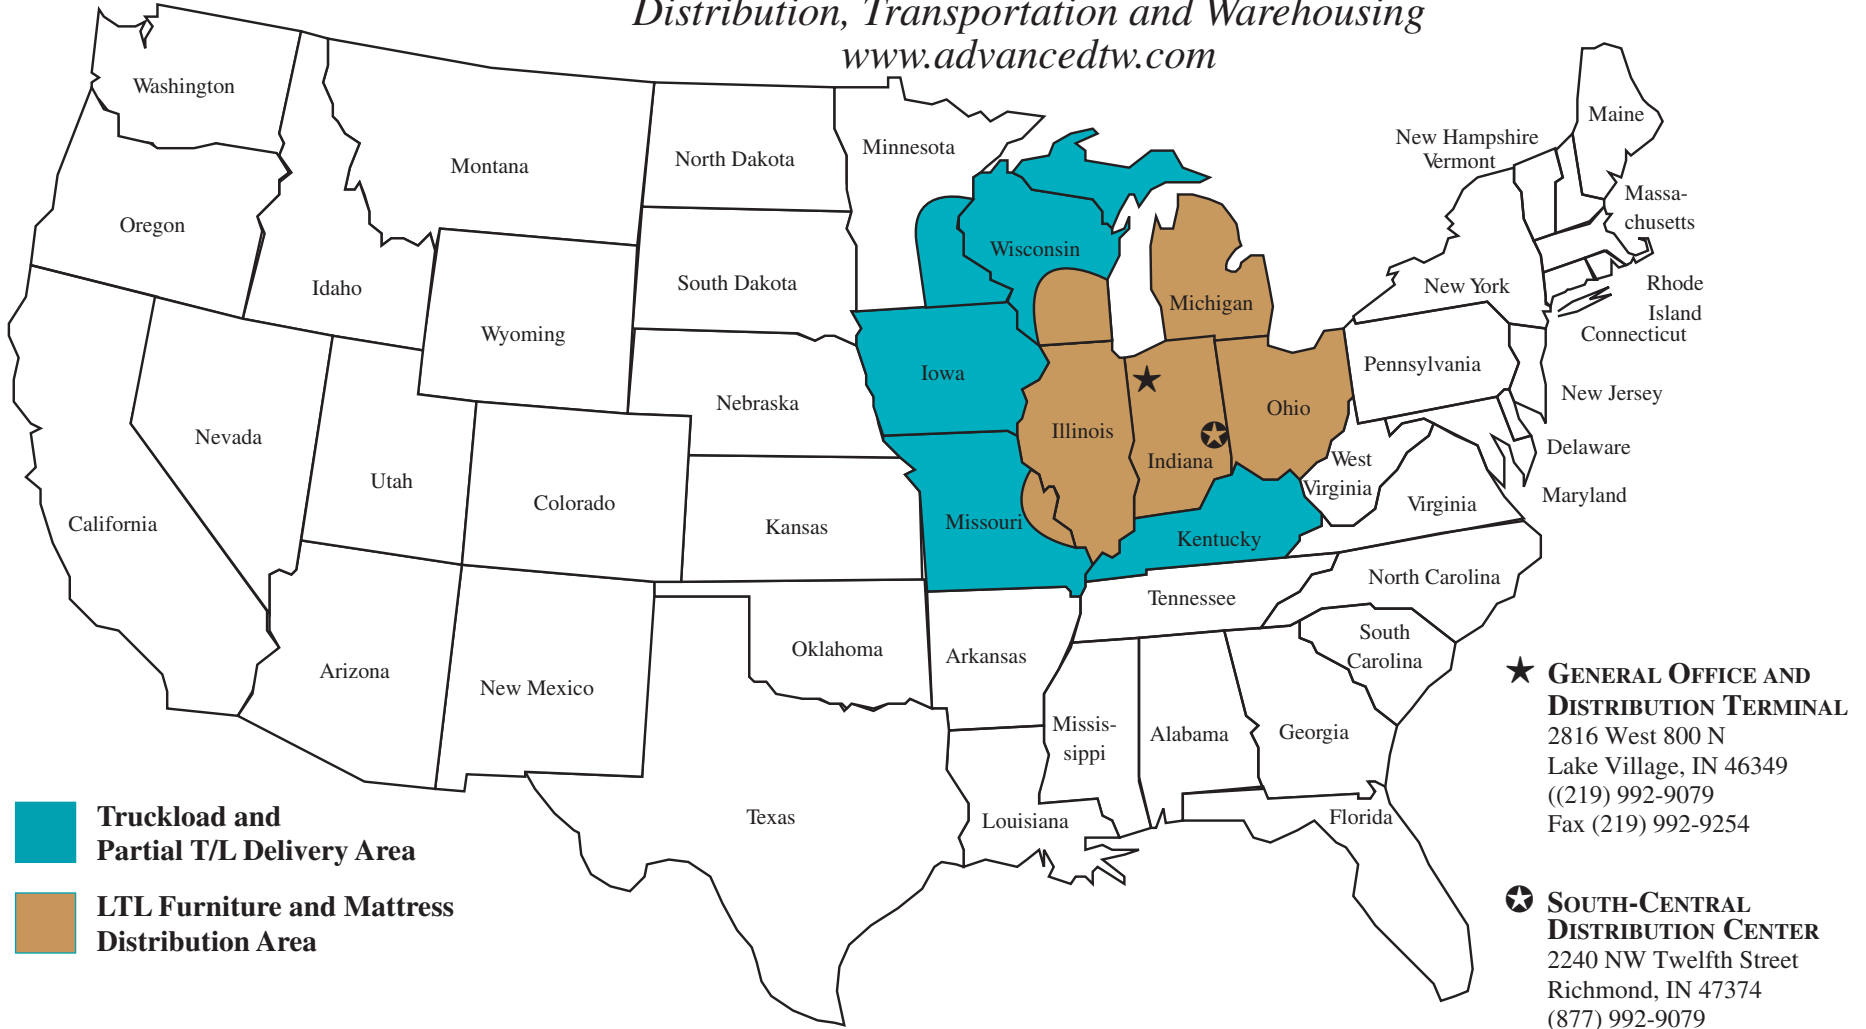 Distribution, Transportation and Warehousing
www.advancedtw.com
Washington
Oregon
California
Idaho
Nevada
Montana
Wyoming
Utah
Arizona
North Dakota
South Dakota
Nebraska
Colorado
Kansas
New Mexico
Oklahoma
Texas
Minnesota
Wisconsin
Iowa
Missouri
Arkansas
Louisiana
Michigan
Illinois
Indiana
Ohio
Kentucky
Tennessee
Missis-
sippi
Alabama
Georgia
Florida
South
Carolina
North Carolina
West
Virginia
Virginia
Pennsylvania
New York
New Hampshire
Vermont
Maine
Massa-
chusetts
Rhode
Island
Connecticut
New Jersey
Delaware
Maryland
Truckload and
Partial T/L Delivery Area
LTL Furniture and Mattress
Distribution Area
GENERAL OFFICE AND
DISTRIBUTION TERMINAL
2816 West 800 N
Lake Village, IN 46349
((219) 992-9079
Fax (219) 992-9254
SOUTH-CENTRAL
DISTRIBUTION CENTER
2240 NW Twelfth Street
Richmond, IN 47374
(877) 992-9079